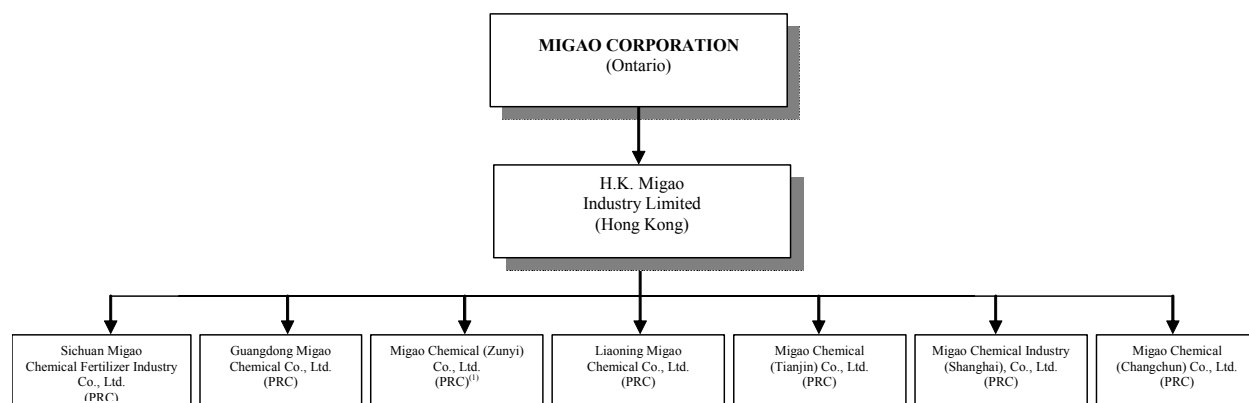 MIGAO CORPORATION
(Ontario)
H.K. Migao
Industry Limited
(Hong Kong)
Sichuan Migao
Chemical Fertilizer Industry
Co., Ltd.
(PRC)
Guangdong Migao
Chemical Co., Ltd.
(PRC)
Migao Chemical (Zunyi)
Co., Ltd.
(PRC)(1)
Liaoning Migao
Chemical Co., Ltd.
(PRC)
Migao Chemical
(Tianjin) Co., Ltd.
(PRC)
Migao Chemical Industry
(Shanghai), Co., Ltd.
(PRC)
Migao Chemical
(Changchun) Co., Ltd.
(PRC)